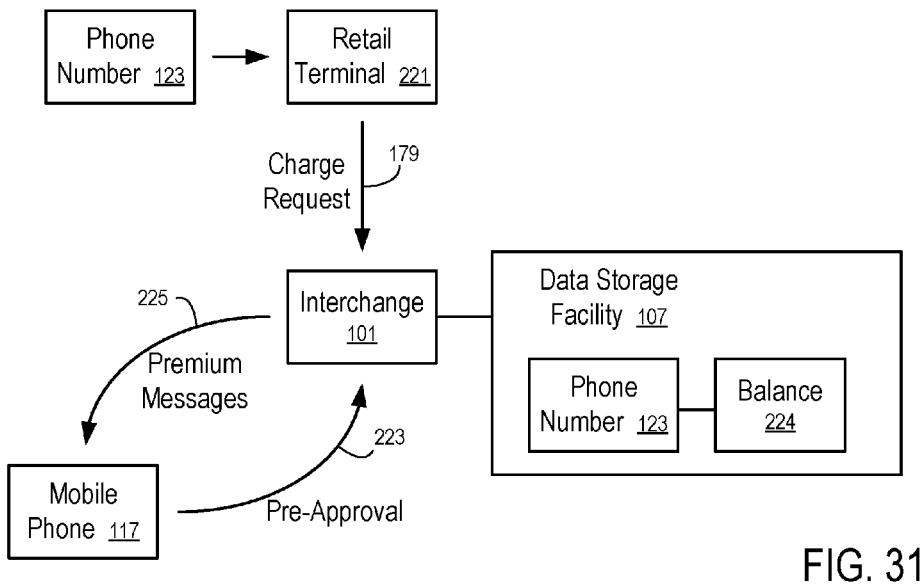 Phone
Number 123
Retail
Terminal 221
179
Charge
Request
Interchange
101
Data Storage
Facility 107
Phone
Number 123
Balance
224
225
Premium
Messages
223
Pre-Approval
Mobile
Phone 117
FIG. 31